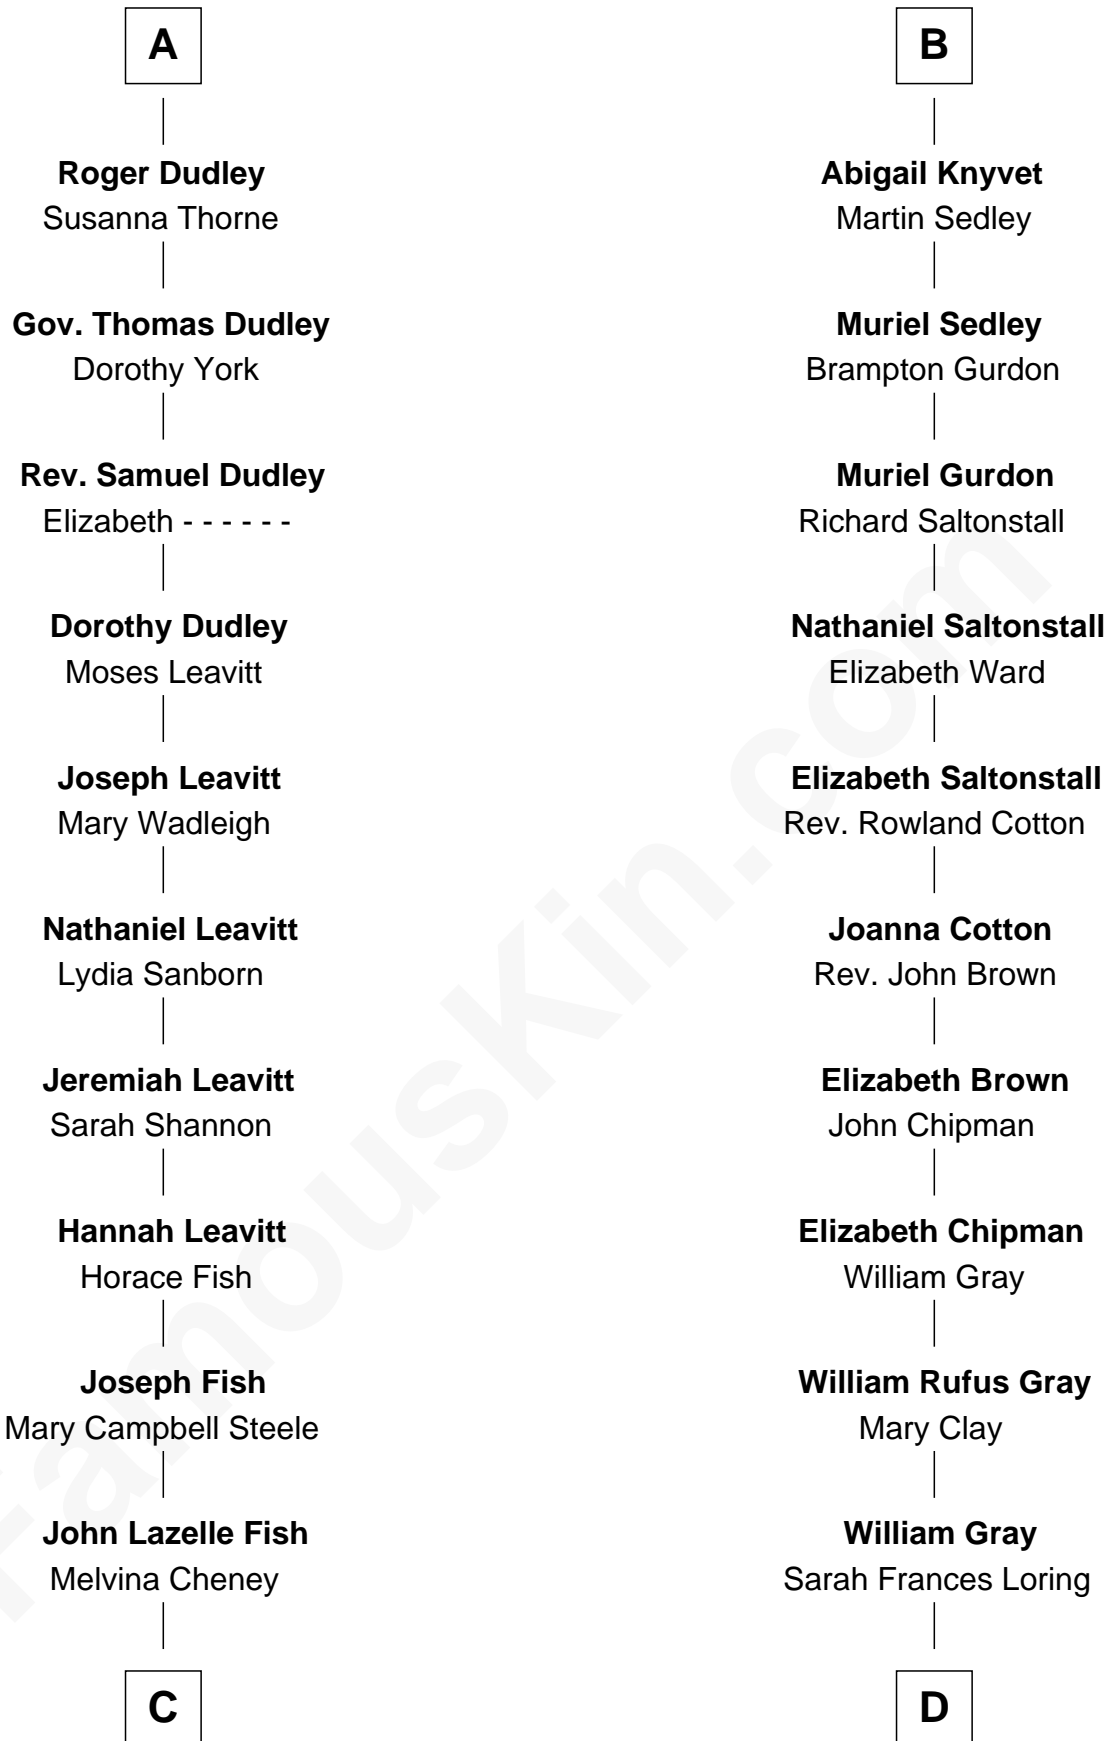 A
Roger Dudley
Susanna Thorne
Gov. Thomas Dudley
Dorothy York
Rev. Samuel Dudley
Elizabeth - - - - - -
Dorothy Dudley
Moses Leavitt
Joseph Leavitt
Mary Wadleigh
Nathaniel Leavitt
Lydia Sanborn
Jeremiah Leavitt
Sarah Shannon
Hannah Leavitt
Horace Fish
Joseph Fish
Mary Campbell Steele
John Lazelle Fish
Melvina Cheney
C
B
Abigail Knyvet
Martin Sedley
Muriel Sedley
Brampton Gurdon
Muriel Gurdon
Richard Saltonstall
Nathaniel Saltonstall
Elizabeth Ward
Elizabeth Saltonstall
Rev. Rowland Cotton
Joanna Cotton
Rev. John Brown
Elizabeth Brown
John Chipman
Elizabeth Chipman
William Gray
William Rufus Gray
Mary Clay
William Gray
Sarah Frances Loring
D
FamousKin.com